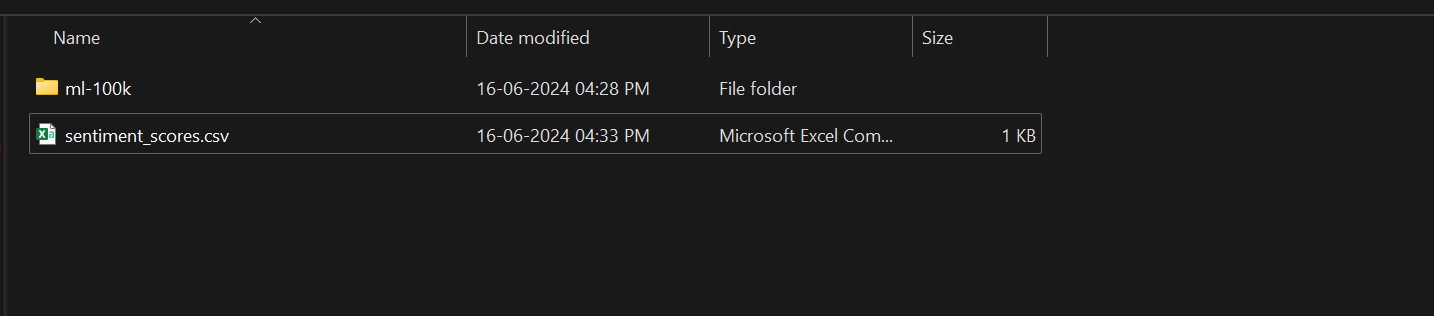 Name Date modified Type Size
ml-100k 16-06-2024 04:28 PM File folder
sentiment_scores.csv 16-06-2024 04:33 PM Microsoft Excel Com... 1 KB